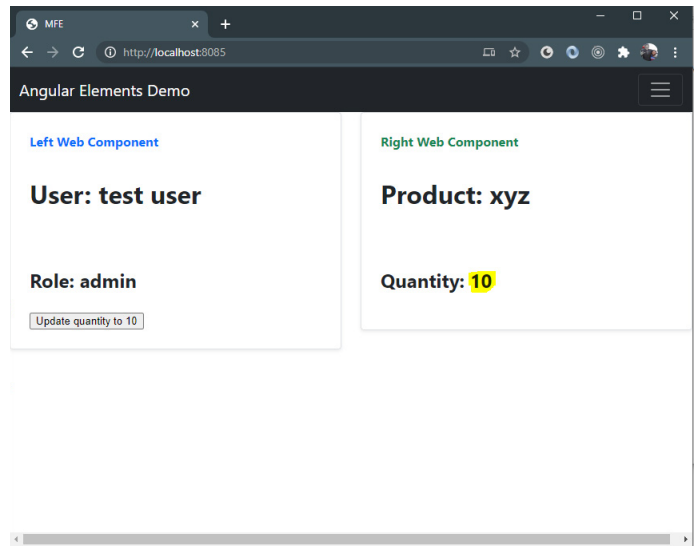 MFE
http://localhost:8085
Angular Elements Demo
Left Web Component
User: test user
Role: admin
Update quantity to 10
Right Web Component
Product: xyz
Quantity: 10